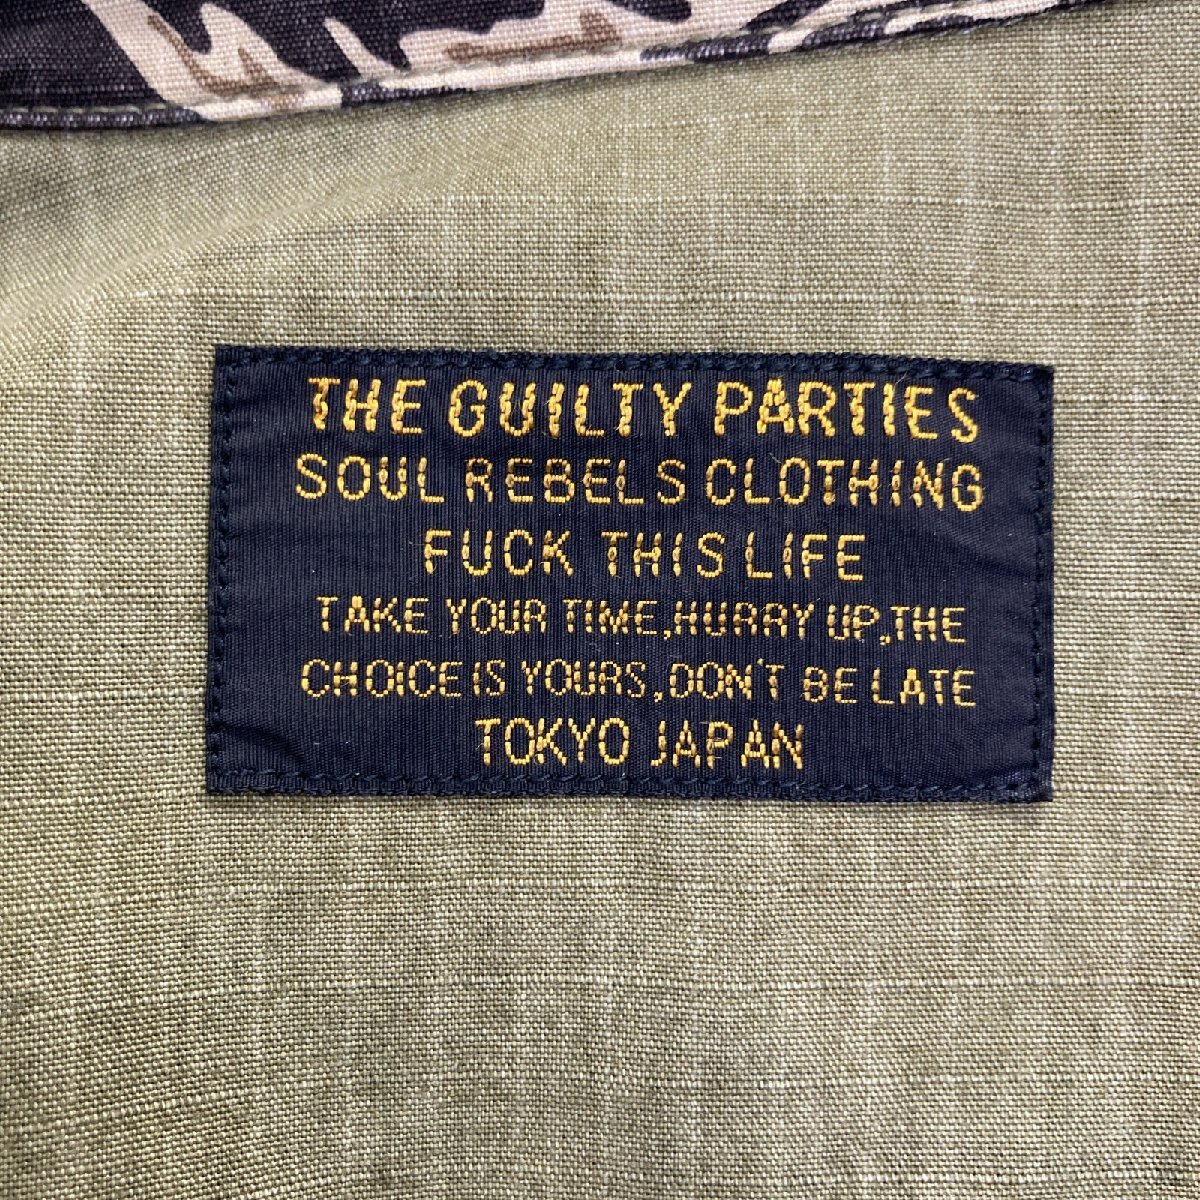 THE GUILTY PARTIES
SOUL REBELS CLOTHING
FUCK THIS LIFE
TAKE YOUR TIME,HURRY UP,THE
CHOICE IS YOURS,DON'T BE LATE
TOKYO JAPAN